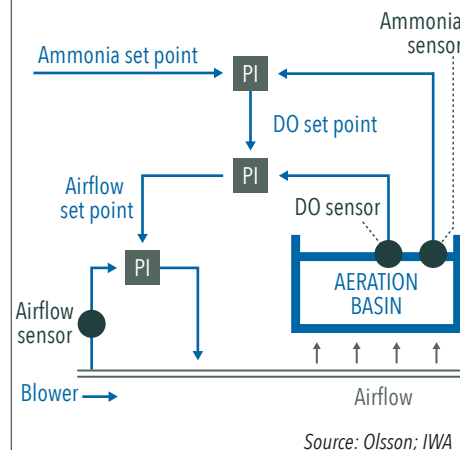 Ammonia
sensor
Ammonia set point
PI
DO set point
PI
Airflow
set point
DO sensor
PI
AERATION
BASIN
Airflow
sensor
Blower
Airflow
Source: Olsson; IWA